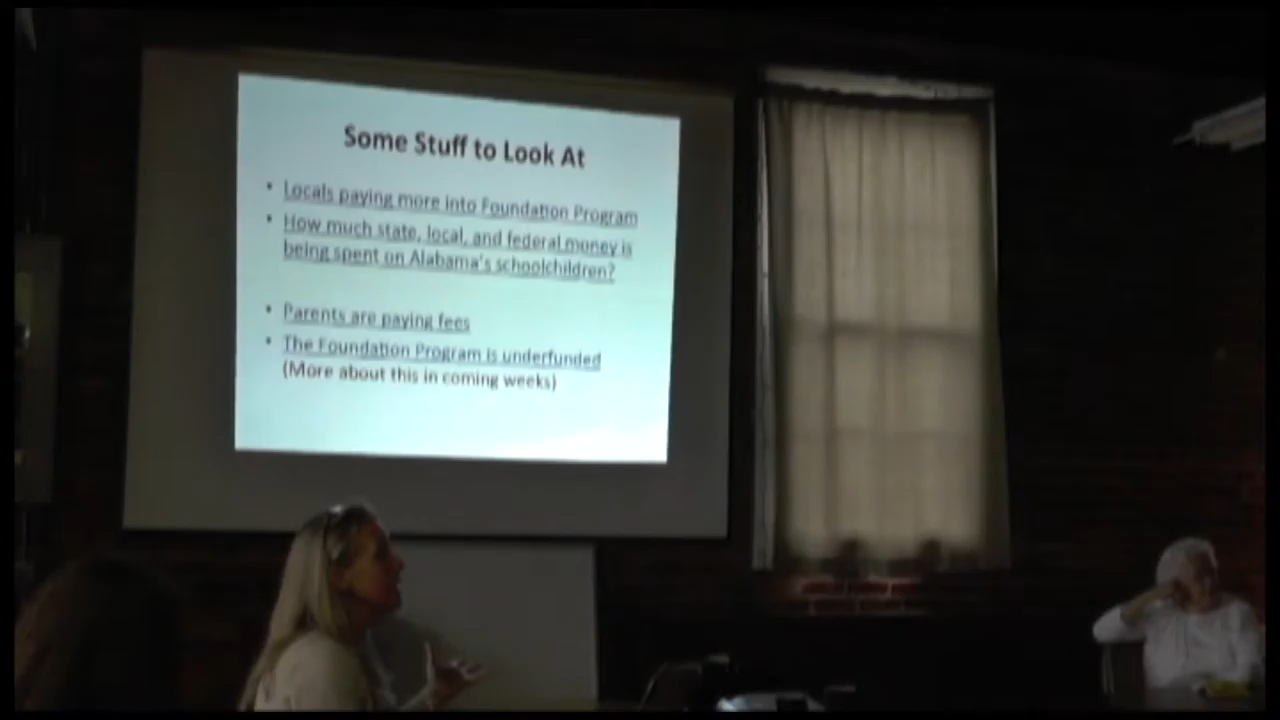 Some Stuff to Look At
• Locals paying more into Foundation Program
• How much state, local, and federal money is
being spent on Alabama's schoolchildren?
• Parents are paying fees
• The Foundation Program is underfunded
(More about this in coming weeks)